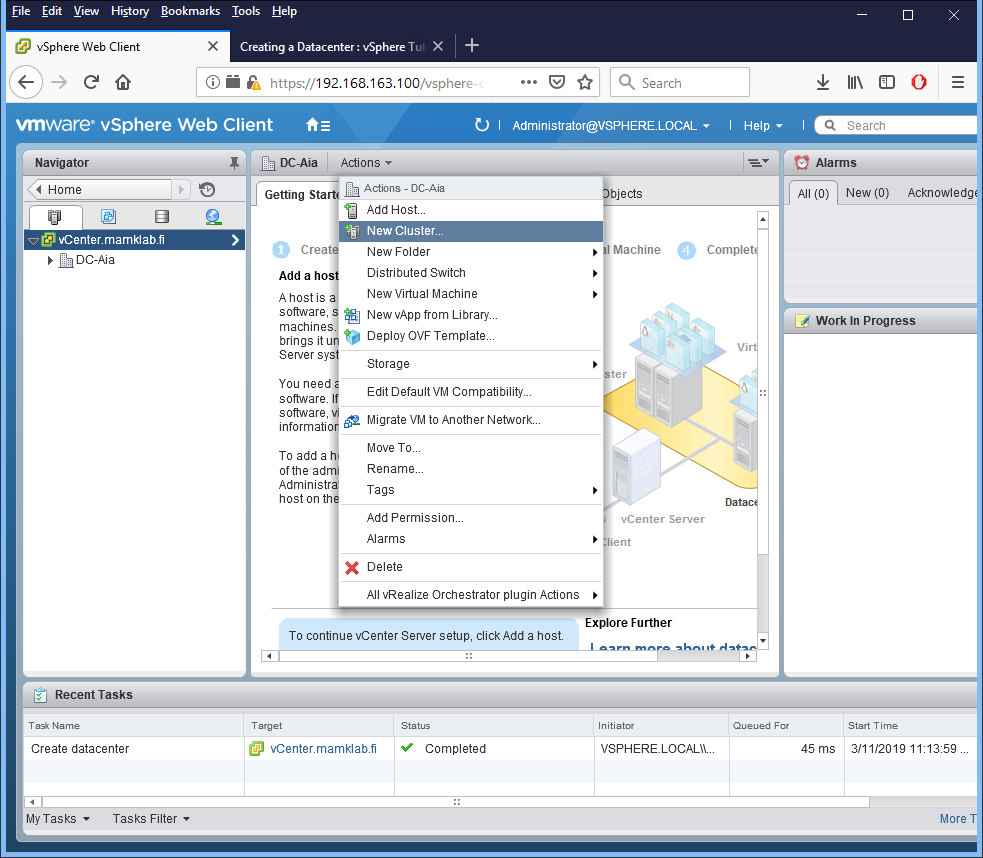 File Edit View History Bookmarks Tools Help
vSphere Web Client
Creating a Datacenter : vSphere Tut
https://192.168.163.100/vsphere-c
Search
vmware® vSphere Web Client
Administrator@VSPHERE.LOCAL
Help
Search
Navigator
Home
vCenter.mamklab.fi
DC-Aia
DC-Aia
Actions
Getting Starte
Objects
Actions - DC-Aia
Add Host...
New Cluster...
New Folder
Distributed Switch
New Virtual Machine
New vApp from Library...
Deploy OVF Template...
Storage
Edit Default VM Compatibility...
Migrate VM to Another Network...
Move To...
Rename...
Tags
Add Permission...
Alarms
Delete
All vRealize Orchestrator plugin Actions
1 Create
al Machine
4 Complete
Add a host
A host is a
software, s
machines.
brings it un
Server syst
You need a
software. If
software, vi
information
To add a ho
of the admi
Administrat
host on the
Virt
ster
Datace
vCenter Server
Client
To continue vCenter Server setup, click Add a host.
Explore Further
Learn more about datac
Alarms
All (0) New (0) Acknowledge
Work In Progress
Recent Tasks
Task Name Target Status Initiator Queued For Start Time
Create datacenter vCenter.mamklab.fi Completed VSPHERE.LOCAL\\... 45 ms 3/11/2019 11:13:59 ...
My Tasks Tasks Filter More T